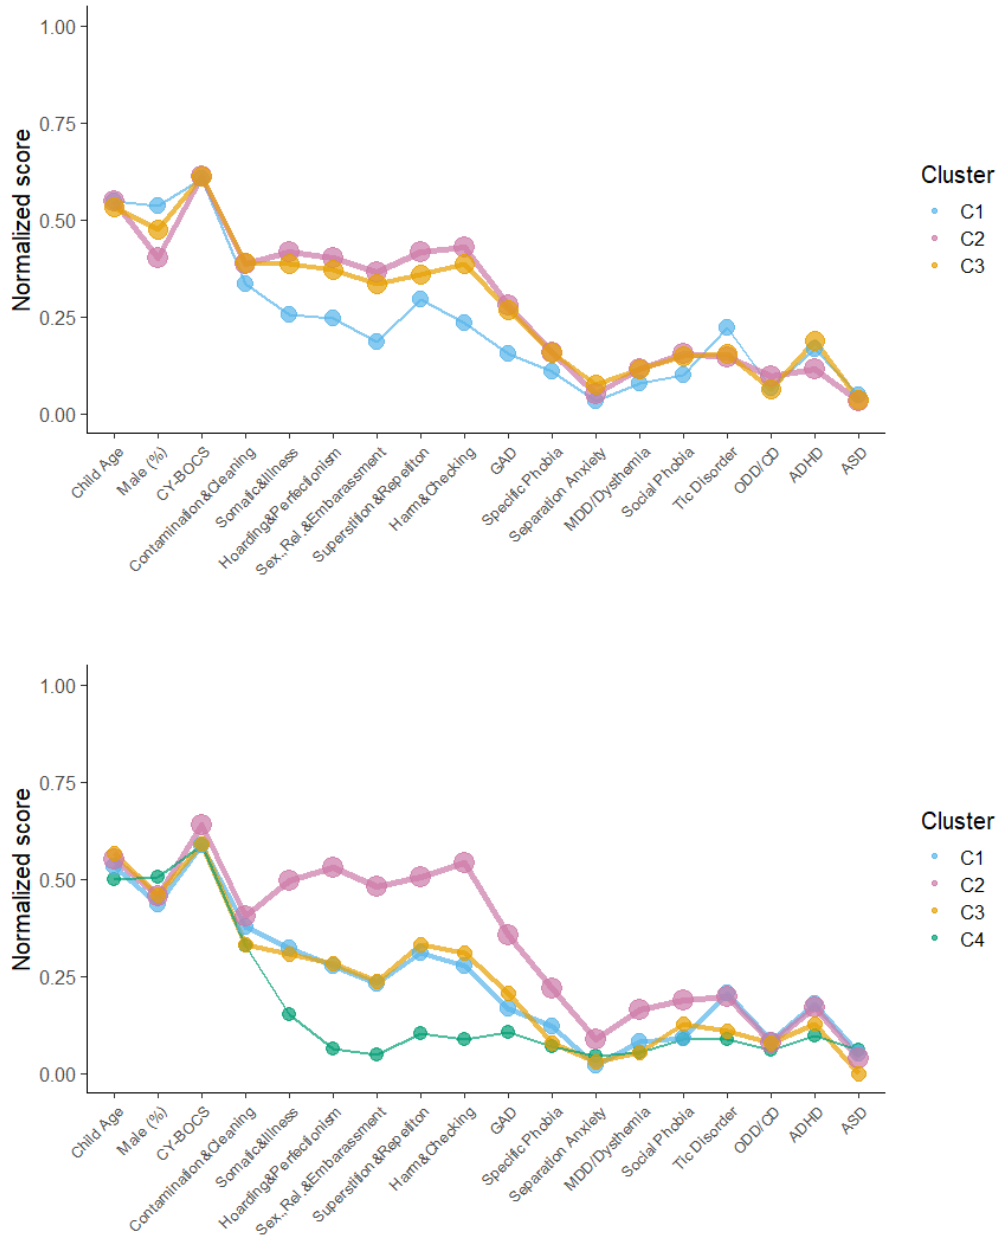 1.00
0.75
0.50
0.25
0.00
Normalized score
Child Age
Male (%)
CY-BOCS
Contamination&Cleaning
Somatic&Illness
Hoarding&Perfectionism
Sex.,Rel.&Embarassment
Superstition&Repetiton
Harm&Checking
GAD
Specific Phobia
Separation Anxiety
MDD/Dysthemia
Social Phobia
Tic Disorder
ODD/CD
ADHD
ASD
Cluster
C1
C2
C3
1.00
0.75
0.50
0.25
0.00
Normalized score
Child Age
Male (%)
CY-BOCS
Contamination&Cleaning
Somatic&Illness
Hoarding&Perfectionism
Sex.,Rel.&Embarassment
Superstition&Repetiton
Harm&Checking
GAD
Specific Phobia
Separation Anxiety
MDD/Dysthemia
Social Phobia
Tic Disorder
ODD/CD
ADHD
ASD
Cluster
C1
C2
C3
C4